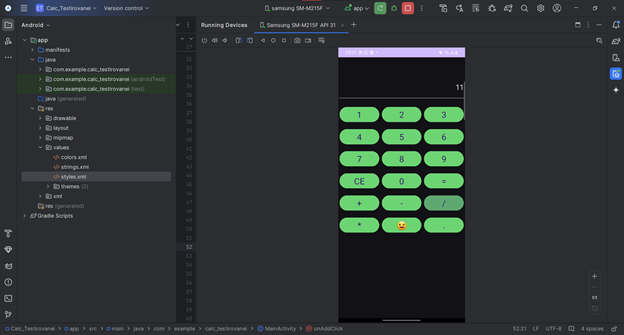 ET Calc_Testirovanei Version control samsung SM-M215F app
Android
Running Devices Samsung SM-M215F API 31
app
manifests
java
com.example.calc_testirovanei
com.example.calc_testirovanei (androidTest)
com.example.calc_testirovanei (test)
java (generated)
res
drawable
layout
mipmap
values
colors.xml
strings.xml
styles.xml
themes (2)
xml
res (generated)
Gradle Scripts
11
1 2 3
4 5 6
7 8 9
CE 0 =
+ - /
* 😆 .
1:1
Calc_Testirovanei > app > src > main > java > com > example > calc_testirovanei > MainActivity > onAddClick 52:21 LF UTF-8 4 spaces